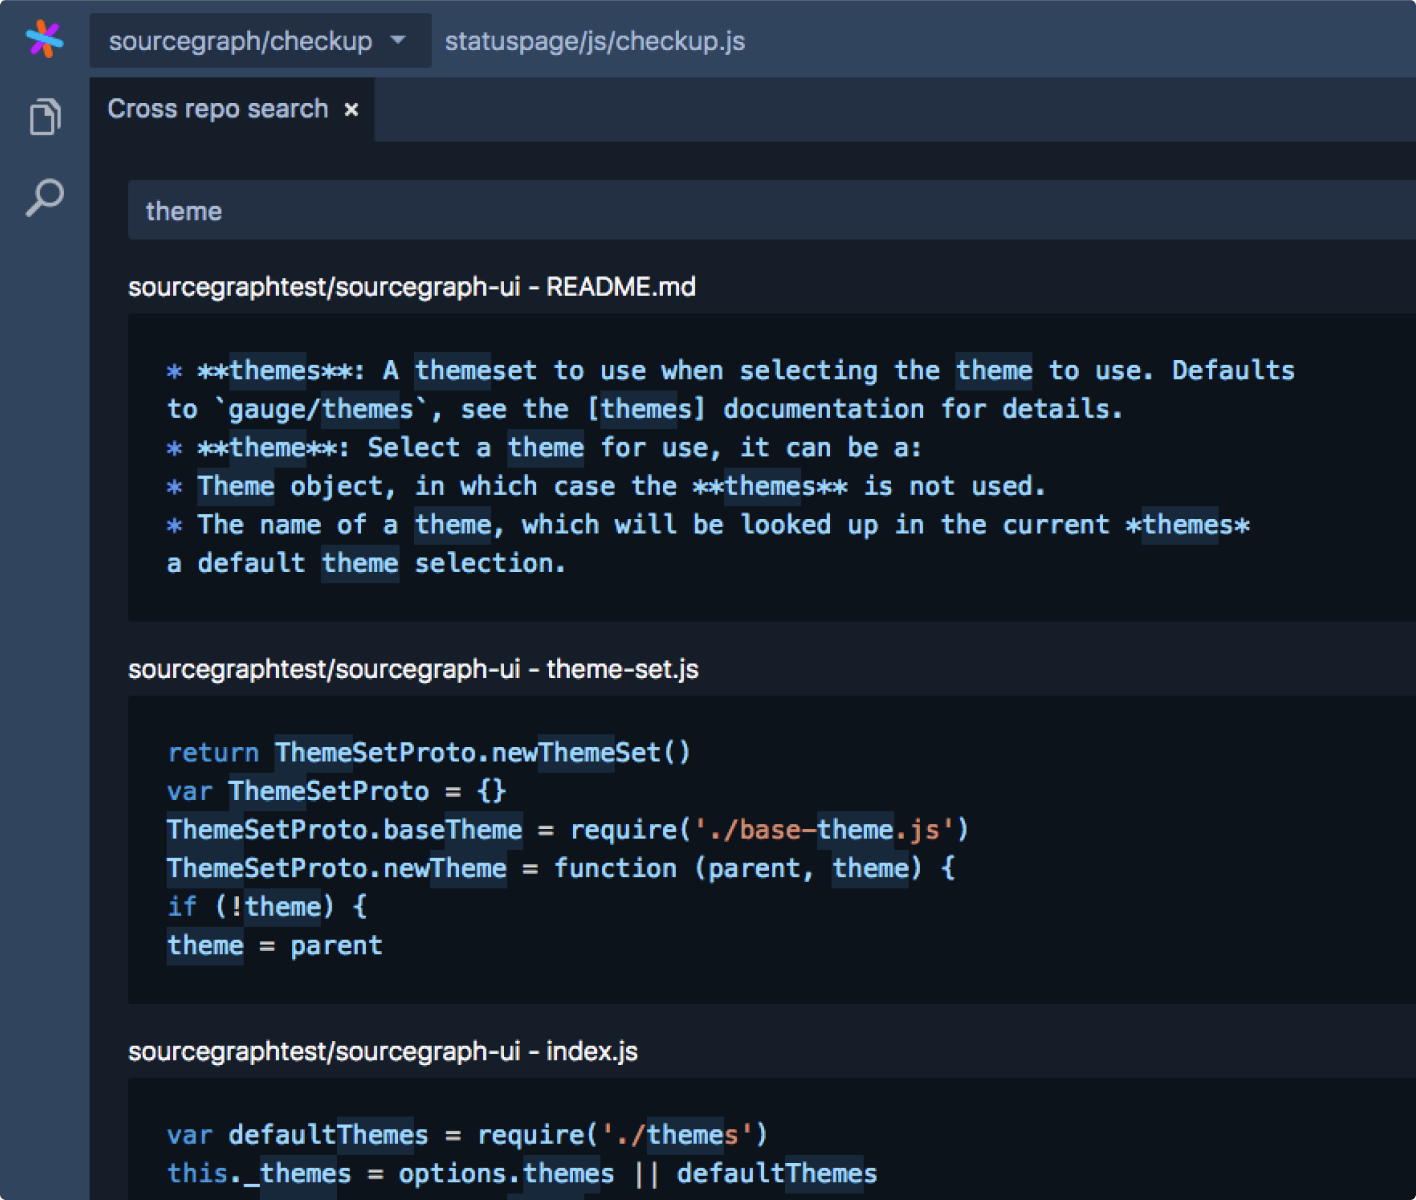 sourcegraph/checkup statuspage/js/checkup.js
Cross repo search ×
theme
sourcegraphtest/sourcegraph-ui - README.md
* **themes**: A themeset to use when selecting the theme to use. Defaults
to `gauge/themes`, see the [themes] documentation for details.
* **theme**: Select a theme for use, it can be a:
* Theme object, in which case the **themes** is not used.
* The name of a theme, which will be looked up in the current *themes*
a default theme selection.
sourcegraphtest/sourcegraph-ui - theme-set.js
return ThemeSetProto.newThemeSet()
var ThemeSetProto = {}
ThemeSetProto.baseTheme = require('./base-theme.js')
ThemeSetProto.newTheme = function (parent, theme) {
if (!theme) {
theme = parent
sourcegraphtest/sourcegraph-ui - index.js
var defaultThemes = require('./themes')
this._themes = options.themes || defaultThemes